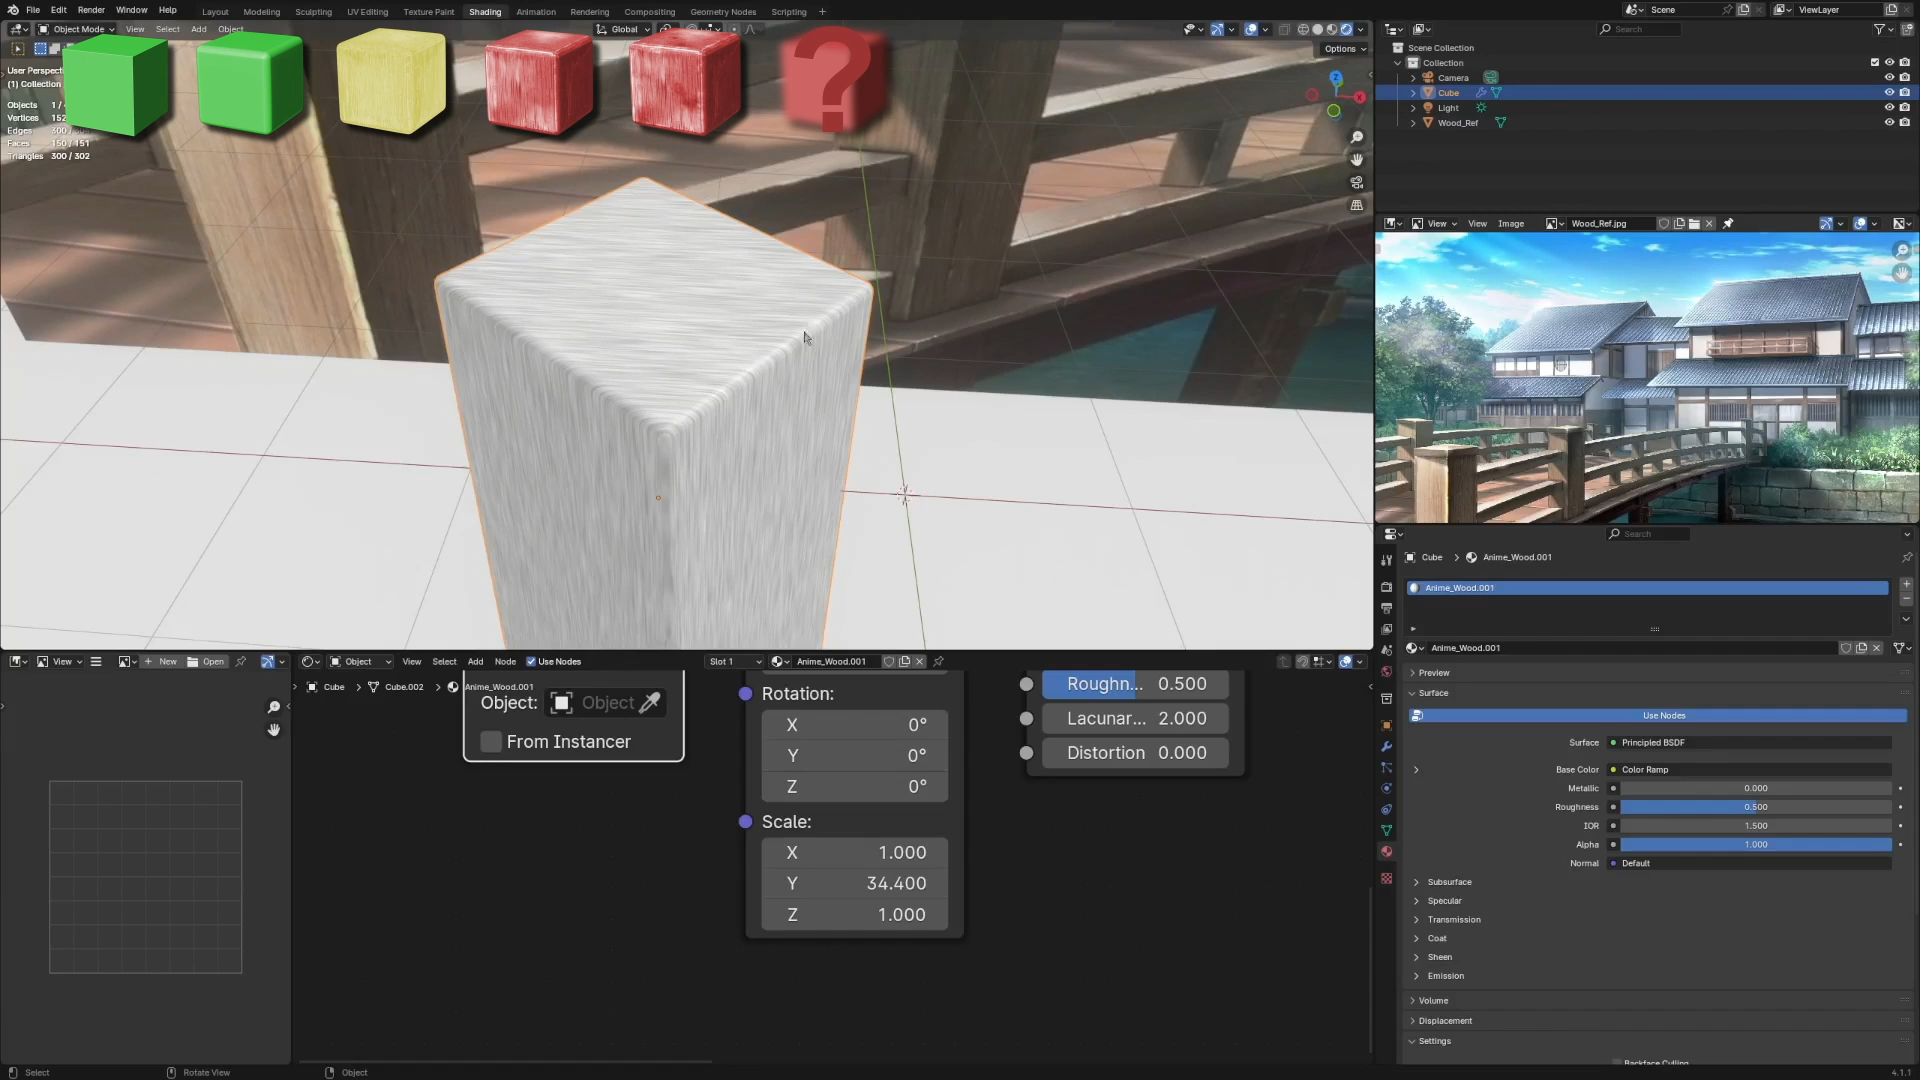 File Edit Render Window Help Layout Modeling Sculpting UV Editing Texture Paint Shading Animation Rendering Compositing Geometry Nodes Scripting + Scene ViewLayer
Object Mode View Select Add Object Global
Options
User Perspect
(1) Collection
Objects 1/
Vertices 152
Edges 300/
Faces 150/151
Triangles 300 / 302
?
Z
X
Search
Scene Collection
Collection
Camera
Cube
Light
Wood_Ref
View View Image Wood_Ref.jpg
Search
Cube > Anime_Wood.001
Anime_Wood.001
Anime_Wood.001
Preview
Surface
Use Nodes
Surface Principled BSDF
Base Color Color Ramp
Metallic 0.000
Roughness 0.500
IOR 1.500
Alpha 1.000
Normal Default
Subsurface
Specular
Transmission
Coat
Sheen
Emission
Volume
Displacement
Settings
Backface Culling
View New Open
Object View Select Add Node Use Nodes Slot 1 Anime_Wood.001
Cube > Cube.002 > Anime_Wood.001
Object: Object
From Instancer
Rotation:
X 0°
Y 0°
Z 0°
Scale:
X 1.000
Y 34.400
Z 1.000
Roughn... 0.500
Lacunar... 2.000
Distortion 0.000
Select Rotate View Object 4.1.1